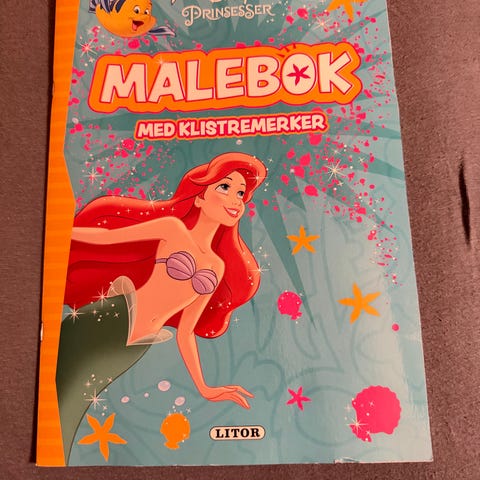 PRINSESSER
MALEBOK
MED KLISTREMERKER
LITOR